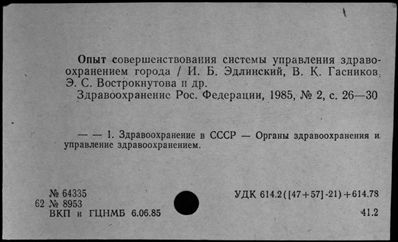 Опыт совершенствования системы управления здраво-
охранением города / И. Б. Эдлинский, В. К. Гасников,
Э. С. Вострокнутова и др.
Здравоохранение Рос. Федерации, 1985, № 2, с. 26—30
— — 1. Здравоохранение в СССР — Органы здравоохранения и
управление здравоохранением.
№ 64335
62 № 8953
ВКП и ГЦНМБ 6.06.85
УДК 614.2([47+57]-21)+614.78
41.2